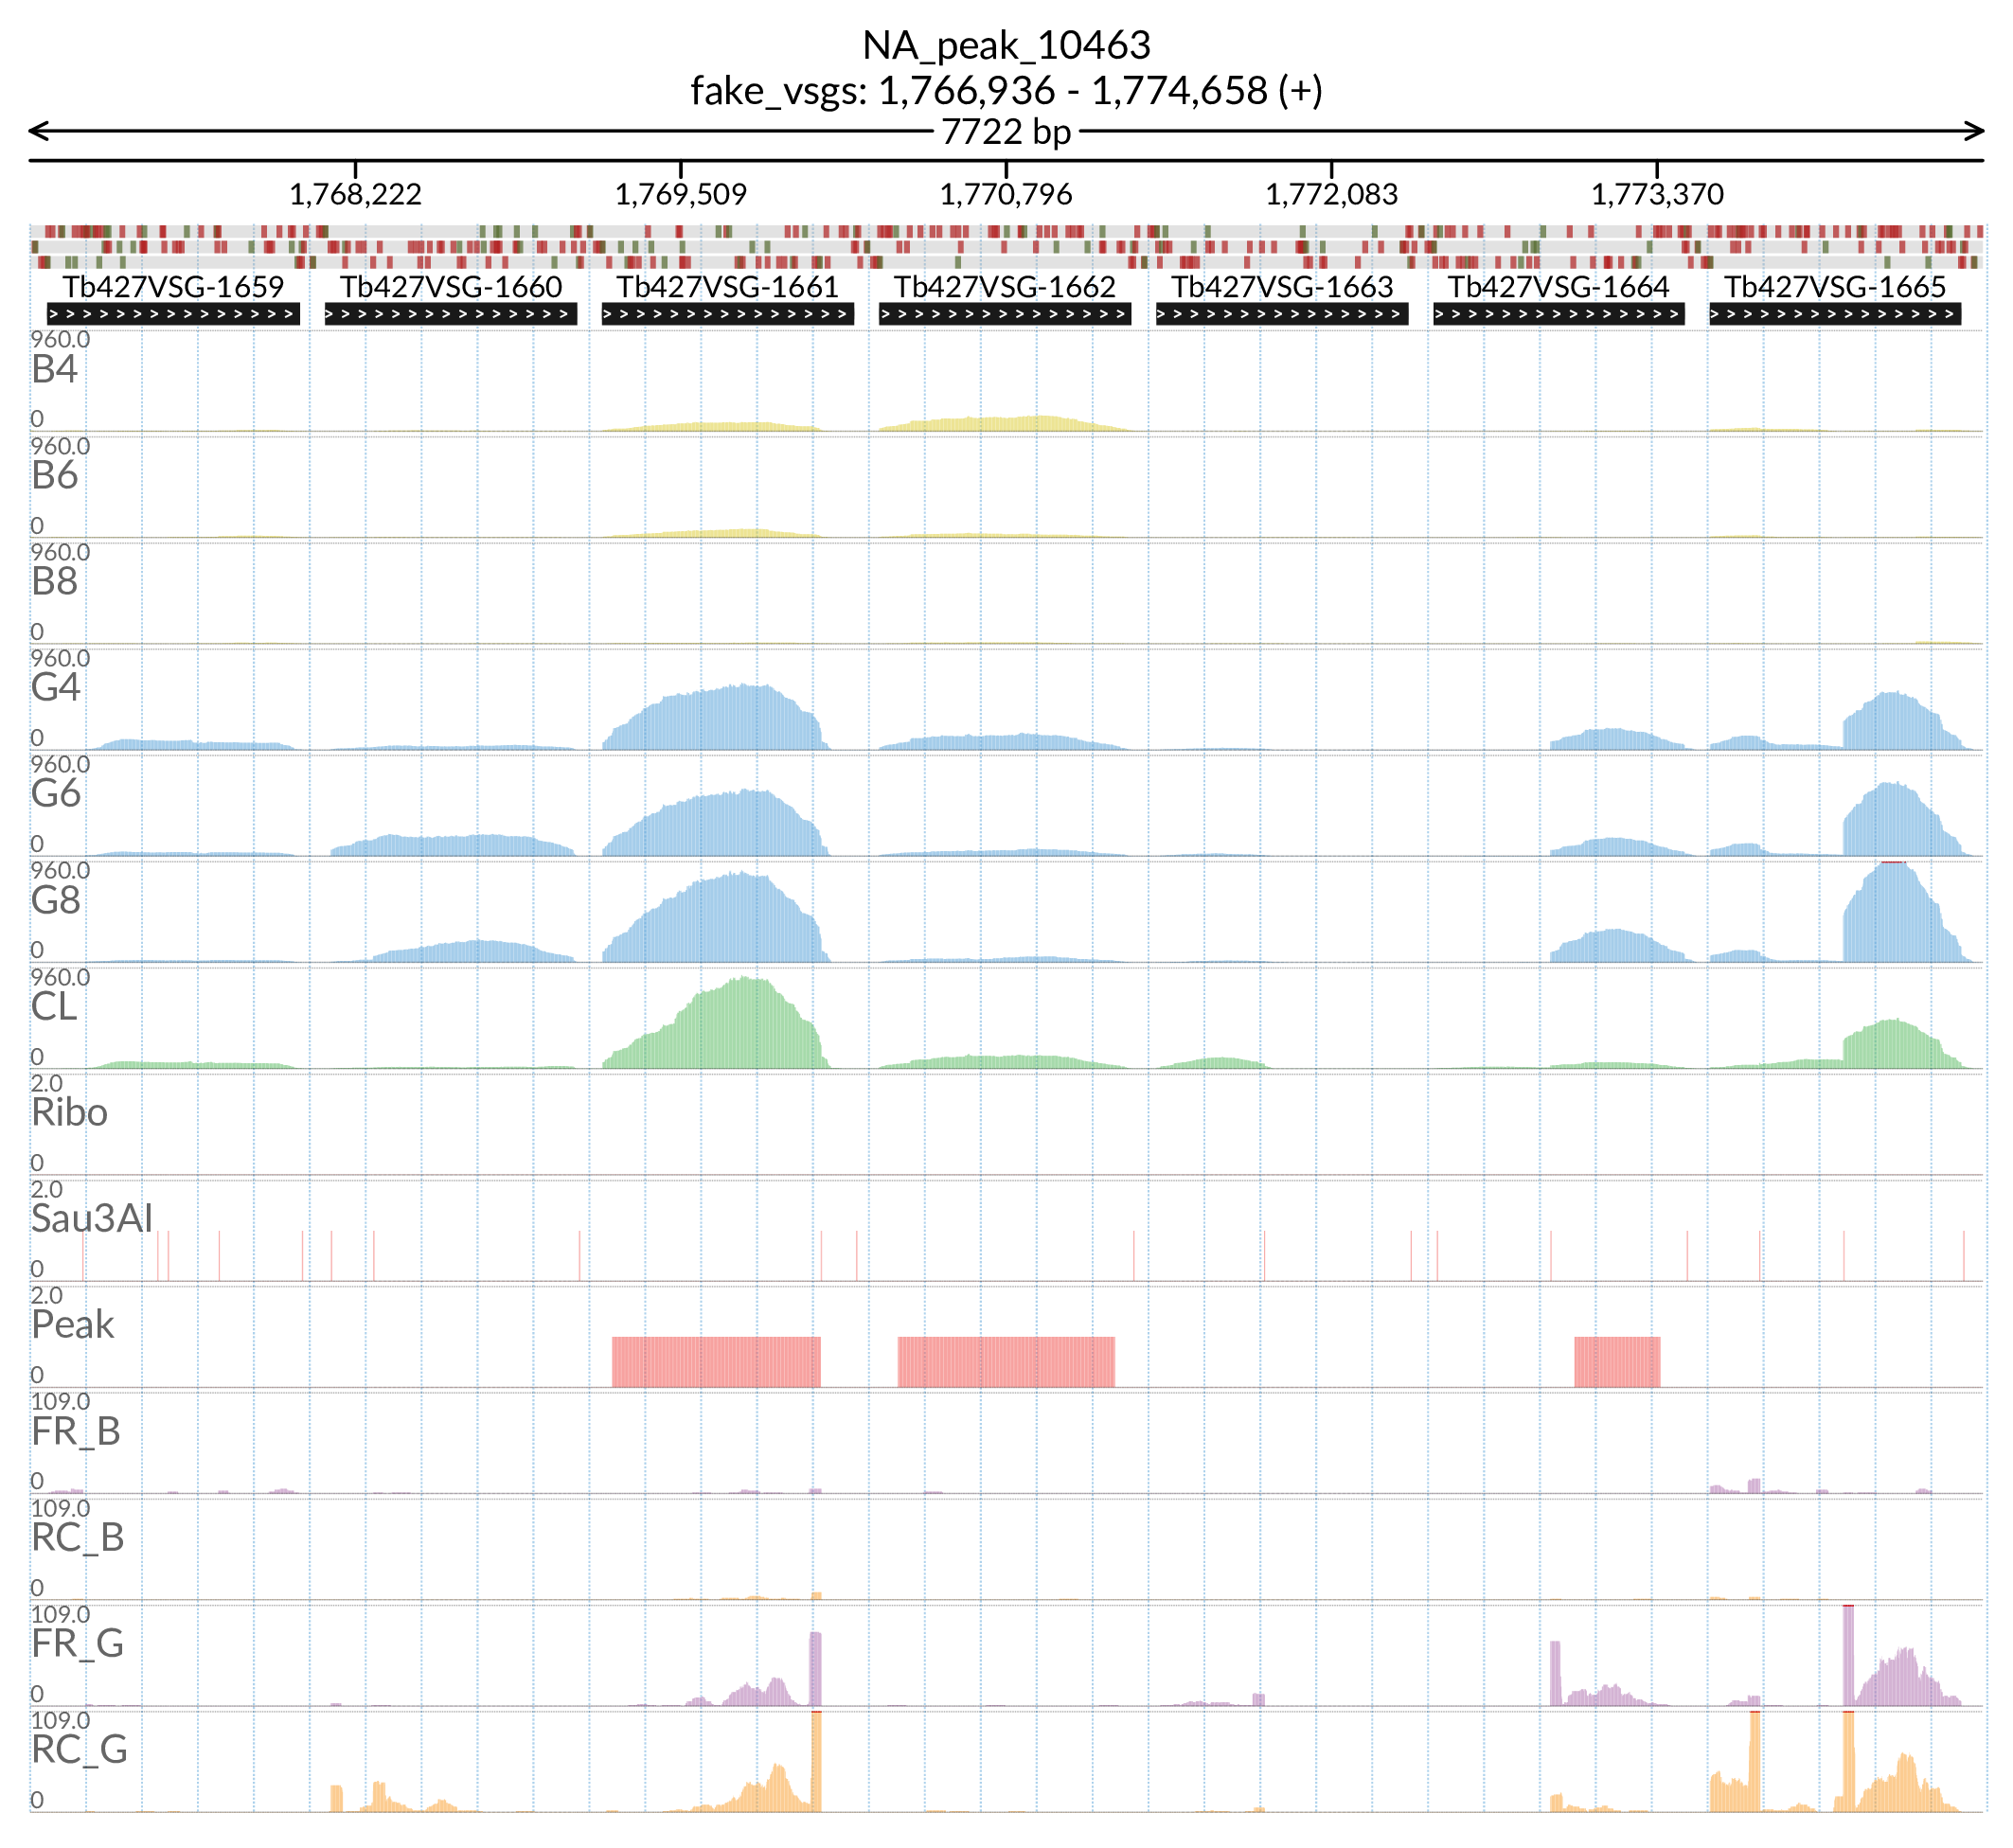 NA_peak_10463
fake_vsgs: 1,766,936 - 1,774,658 (+)
7722 bp
1,768,222 1,769,509 1,770,796 1,772,083 1,773,370
Tb427VSG-1659 Tb427VSG-1660 Tb427VSG-1661 Tb427VSG-1662 Tb427VSG-1663 Tb427VSG-1664 Tb427VSG-1665
960.0
B4
0
960.0
B6
0
960.0
B8
0
960.0
G4
0
960.0
G6
0
960.0
G8
0
960.0
CL
0
2.0
Ribo
0
2.0
Sau3AI
0
2.0
Peak
0
109.0
FR_B
0
109.0
RC_B
0
109.0
FR_G
0
109.0
RC_G
0